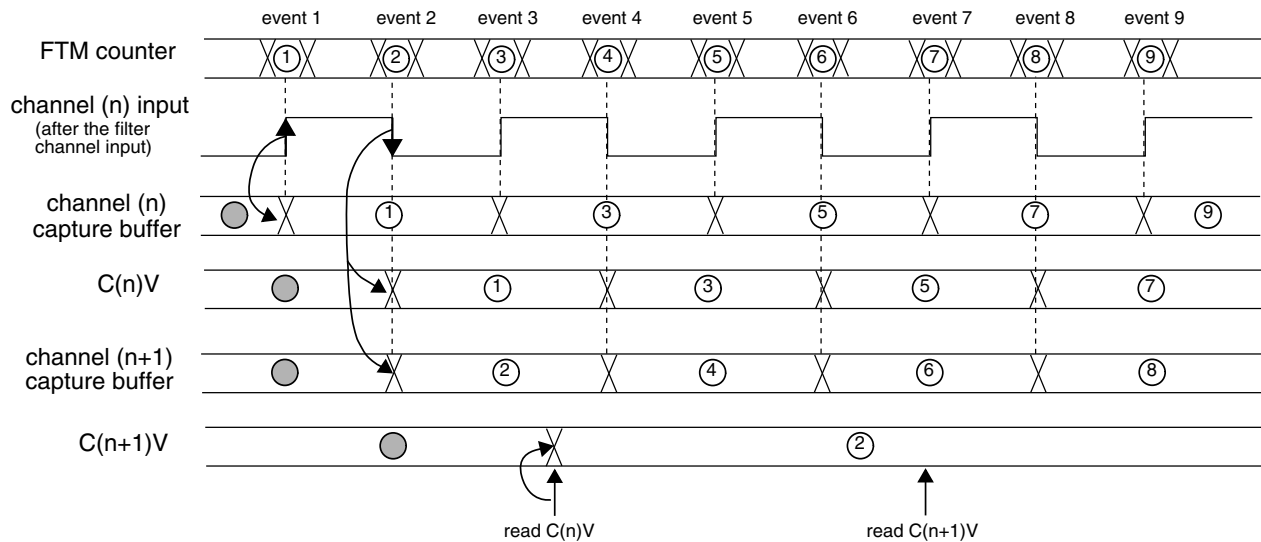 event 1 event 2 event 3 event 4 event 5 event 6 event 7 event 8 event 9
FTM counter 1 2 3 4 5 6 7 8 9
channel (n) input
(after the filter
channel input)
channel (n)
capture buffer 1 3 5 7 9
C(n)V 1 3 5 7
channel (n+1)
capture buffer 2 4 6 8
C(n+1)V 2
read C(n)V read C(n+1)V